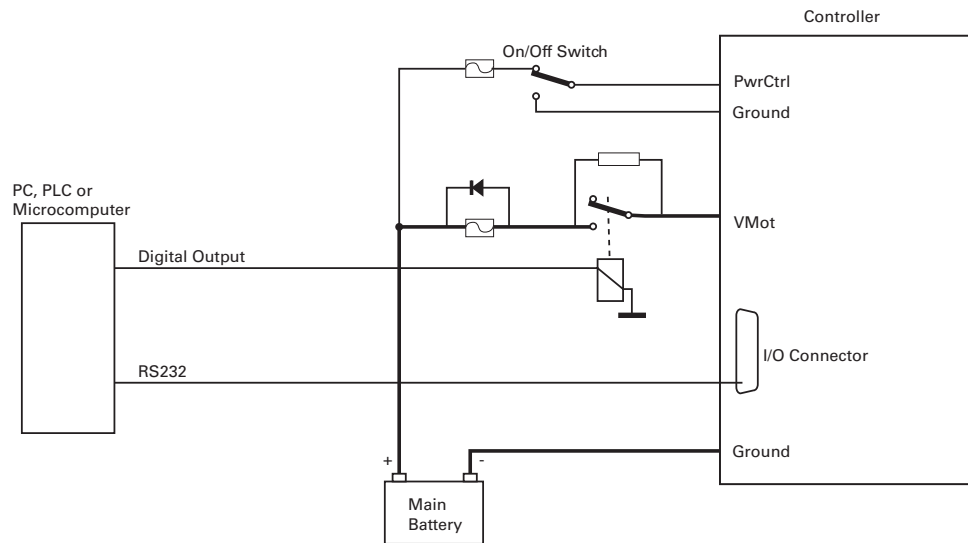 Controller
On/Off Switch
PwrCtrl
Ground
PC, PLC or
Microcomputer
VMot
Digital Output
I/O Connector
RS232
Ground
+ -
Main
Battery